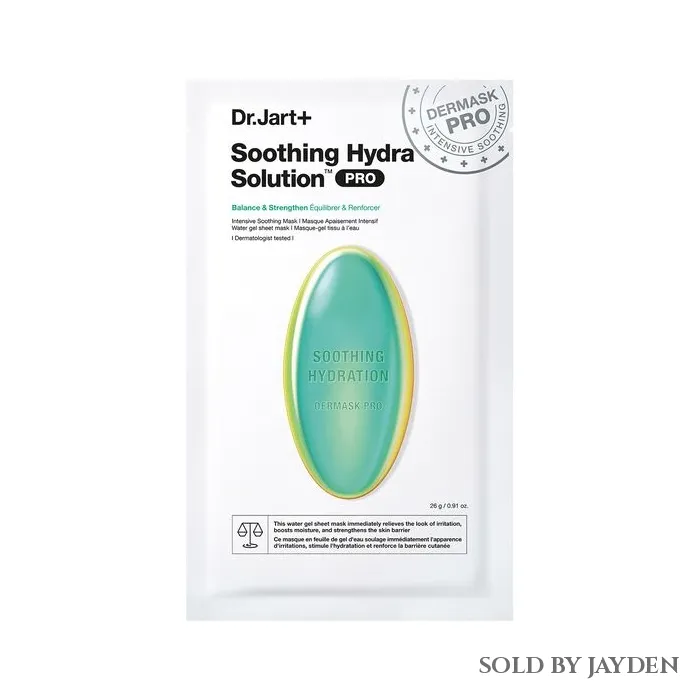 Dr.Jart+
DERMASK
PRO
INTENSIVE SOOTHING
Soothing Hydra
Solution™ PRO
Balance & Strengthen Équilibrer & Renforcer
Intensive Soothing Mask I Masque Apaisement Intensif
Water gel sheet mask I Masque-gel tissu à l'eau
I Dermatologist tested I
SOOTHING
HYDRATION
DERMASK PRO
26 g / 0.91 oz.
This water gel sheet mask immediately relieves the look of irritation,
boosts moisture, and strengthens the skin barrier
Ce masque en feuille de gel d'eau soulage immédiatement l'apparence
d'irritations, stimule l'hydratation et renforce la barrière cutanée
SOLD BY JAYDEN